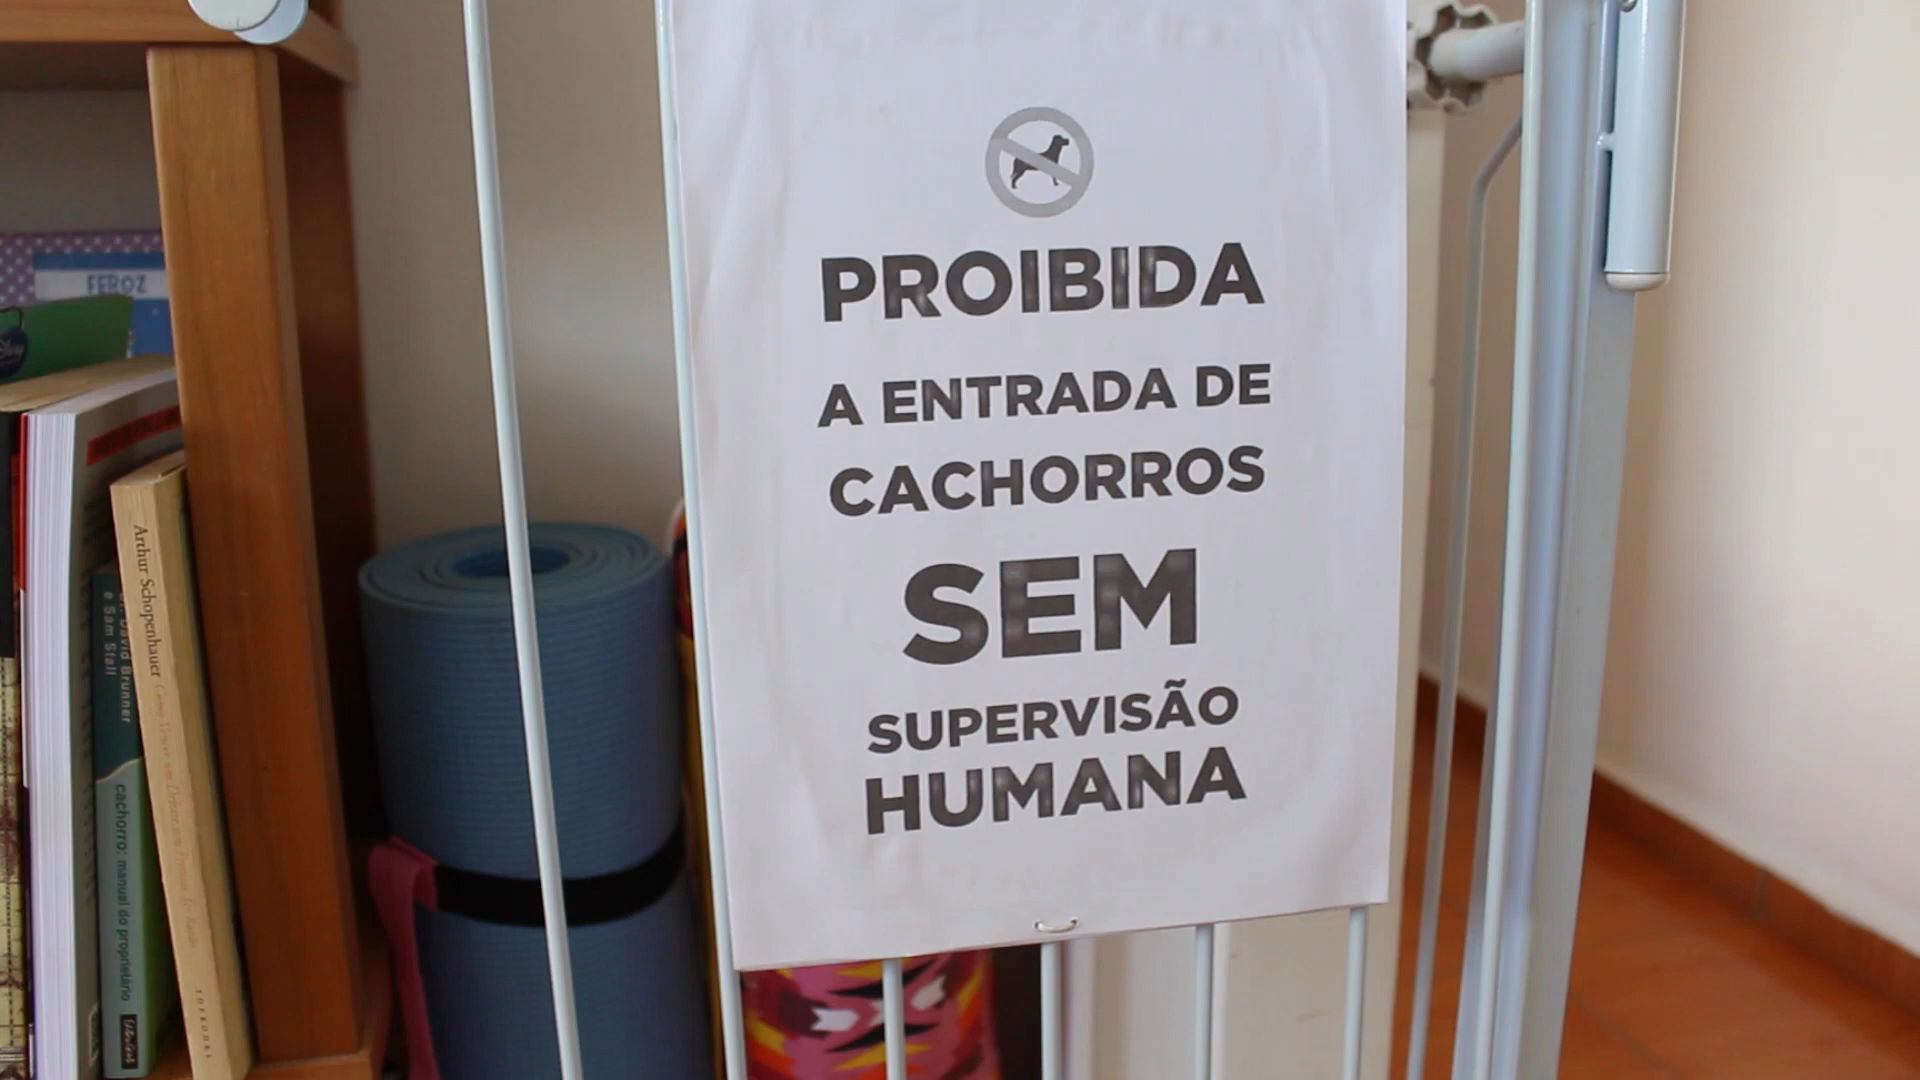 PROIBIDA
A ENTRADA DE
CACHORROS
SEM
SUPERVISÃO
HUMANA
FEROZ
Arthur Schopenhauer
Dr. David Brunner
e Sam Stall
cachorro: manual do proprietário
TOPBOOKS